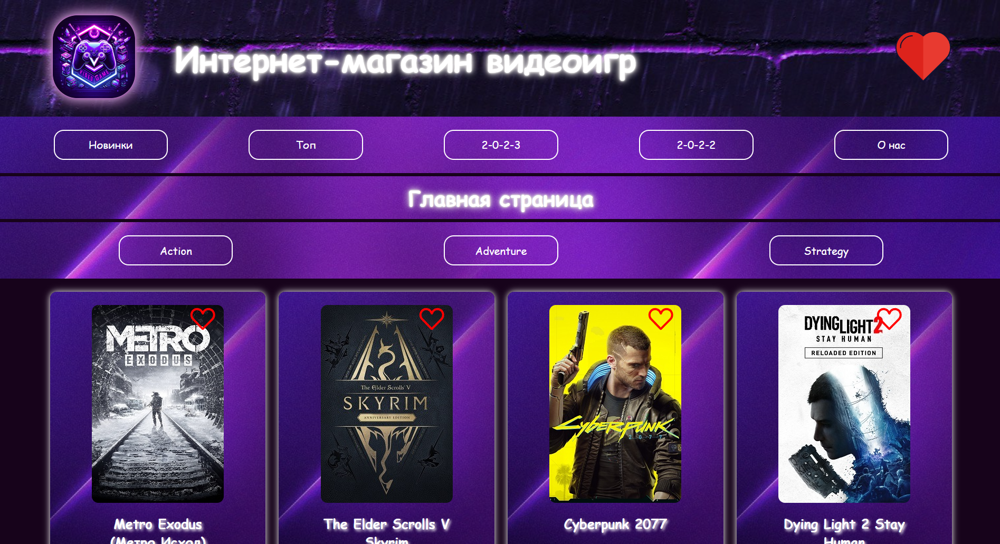 VIDEO GAME
Интернет-магазин видеоигр
Новинки
Топ
2-0-2-3
2-0-2-2
О нас
Главная страница
Action
Adventure
Strategy
METRO
EXODUS
The Elder Scrolls V
SKYRIM
ANNIVERSARY EDITION
Cyberpunk
2077
DYING LIGHT 2
STAY HUMAN
RELOADED EDITION
Metro Exodus
(Метро Исход)
The Elder Scrolls V
Skyrim
Cyberpunk 2077
Dying Light 2 Stay
Human